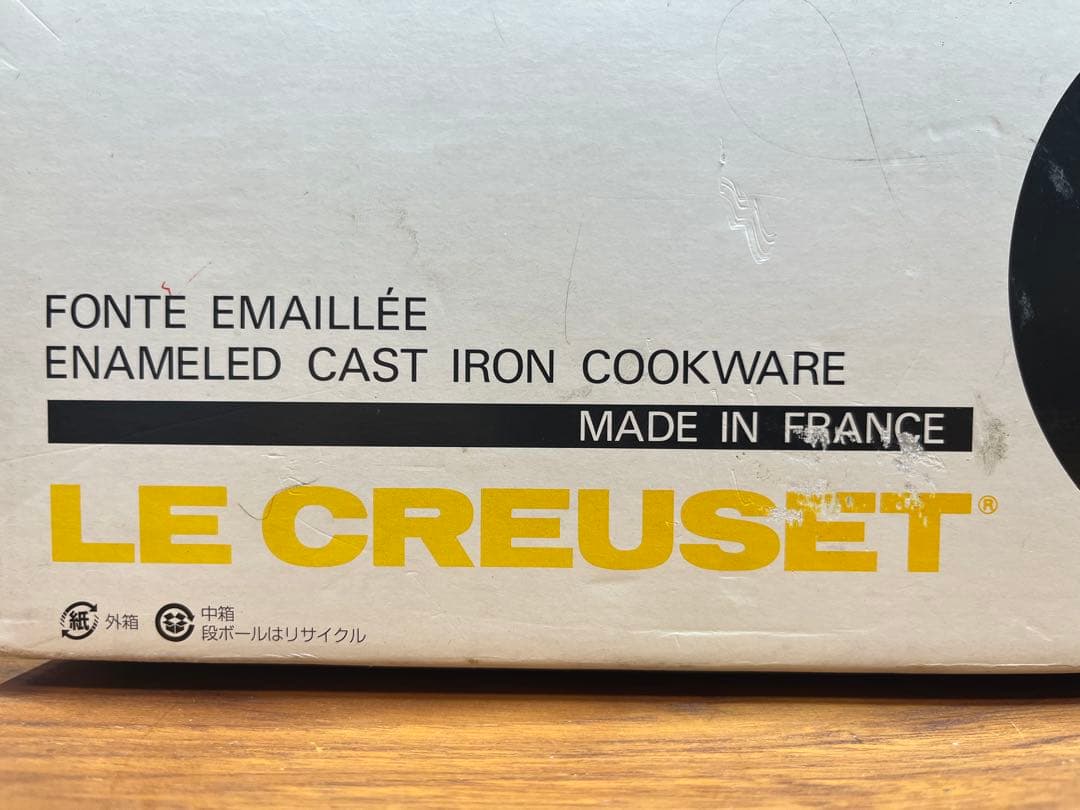 FONTE EMAILLÉE
ENAMELED CAST IRON COOKWARE
MADE IN FRANCE
LE CREUSET®
紙 外箱
中箱
段ボールはリサイクル